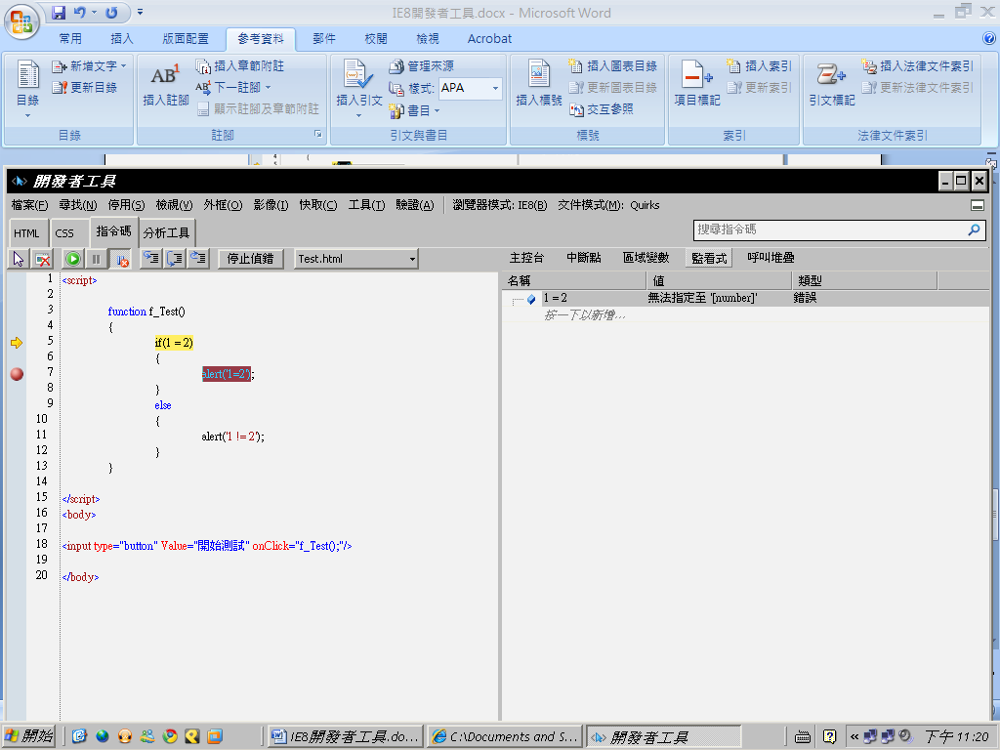 IE8開發者工具.docx - Microsoft Word
常用 插入 版面配置 參考資料 郵件 校閱 檢視 Acrobat
目錄
新增文字
更新目錄
目錄
AB¹
插入註腳
插入章節附註
AB¹ 下一註腳
顯示註腳及章節附註
註腳
插入引文
管理來源
樣式: APA
書目
引文與書目
插入標號
插入圖表目錄
更新圖表目錄
交互參照
標號
項目標記
插入索引
更新索引
索引
引文標記
插入法律文件索引
更新法律文件索引
法律文件索引
開發者工具
檔案(F) 尋找(N) 停用(S) 檢視(V) 外框(O) 影像(I) 快取(C) 工具(T) 驗證(A) 瀏覽器模式: IE8(B) 文件模式(M): Quirks
HTML CSS 指令碼 分析工具
搜尋指令碼
停止偵錯 Test.html
主控台 中斷點 區域變數 監看式 呼叫堆疊
名稱 值 類型
1 = 2 無法指定至 '[number]' 錯誤
按一下以新增...
1 <script>
2
3 function f_Test()
4 {
5 if(1 = 2)
6 {
7 alert('1=2');
8 }
9 else
10 {
11 alert('1 != 2');
12 }
13 }
14
15 </script>
16 <body>
17
18 <input type="button" Value="開始測試" onClick="f_Test();"/>
19
20 </body>
開始 IE8開發者工具.do... C:\Documents and S... 開發者工具 « 下午 11:20